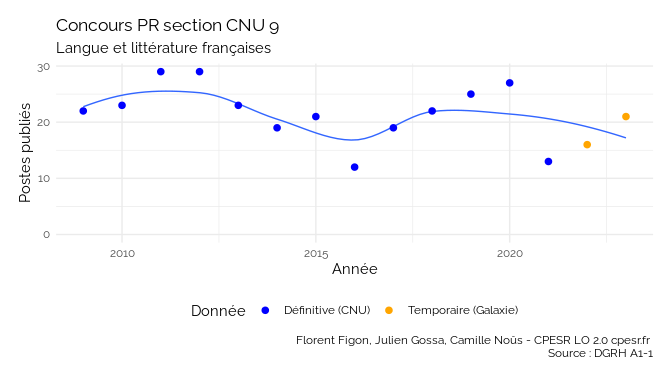 Concours PR section CNU 9
Langue et littérature françaises
Postes publiés
30
20
10
0
2010 2015 2020
Année
Donnée Définitive (CNU) Temporaire (Galaxie)
Florent Figon, Julien Gossa, Camille Noûs - CPESR LO 2.0 cpesr.fr
Source : DGRH A1-1